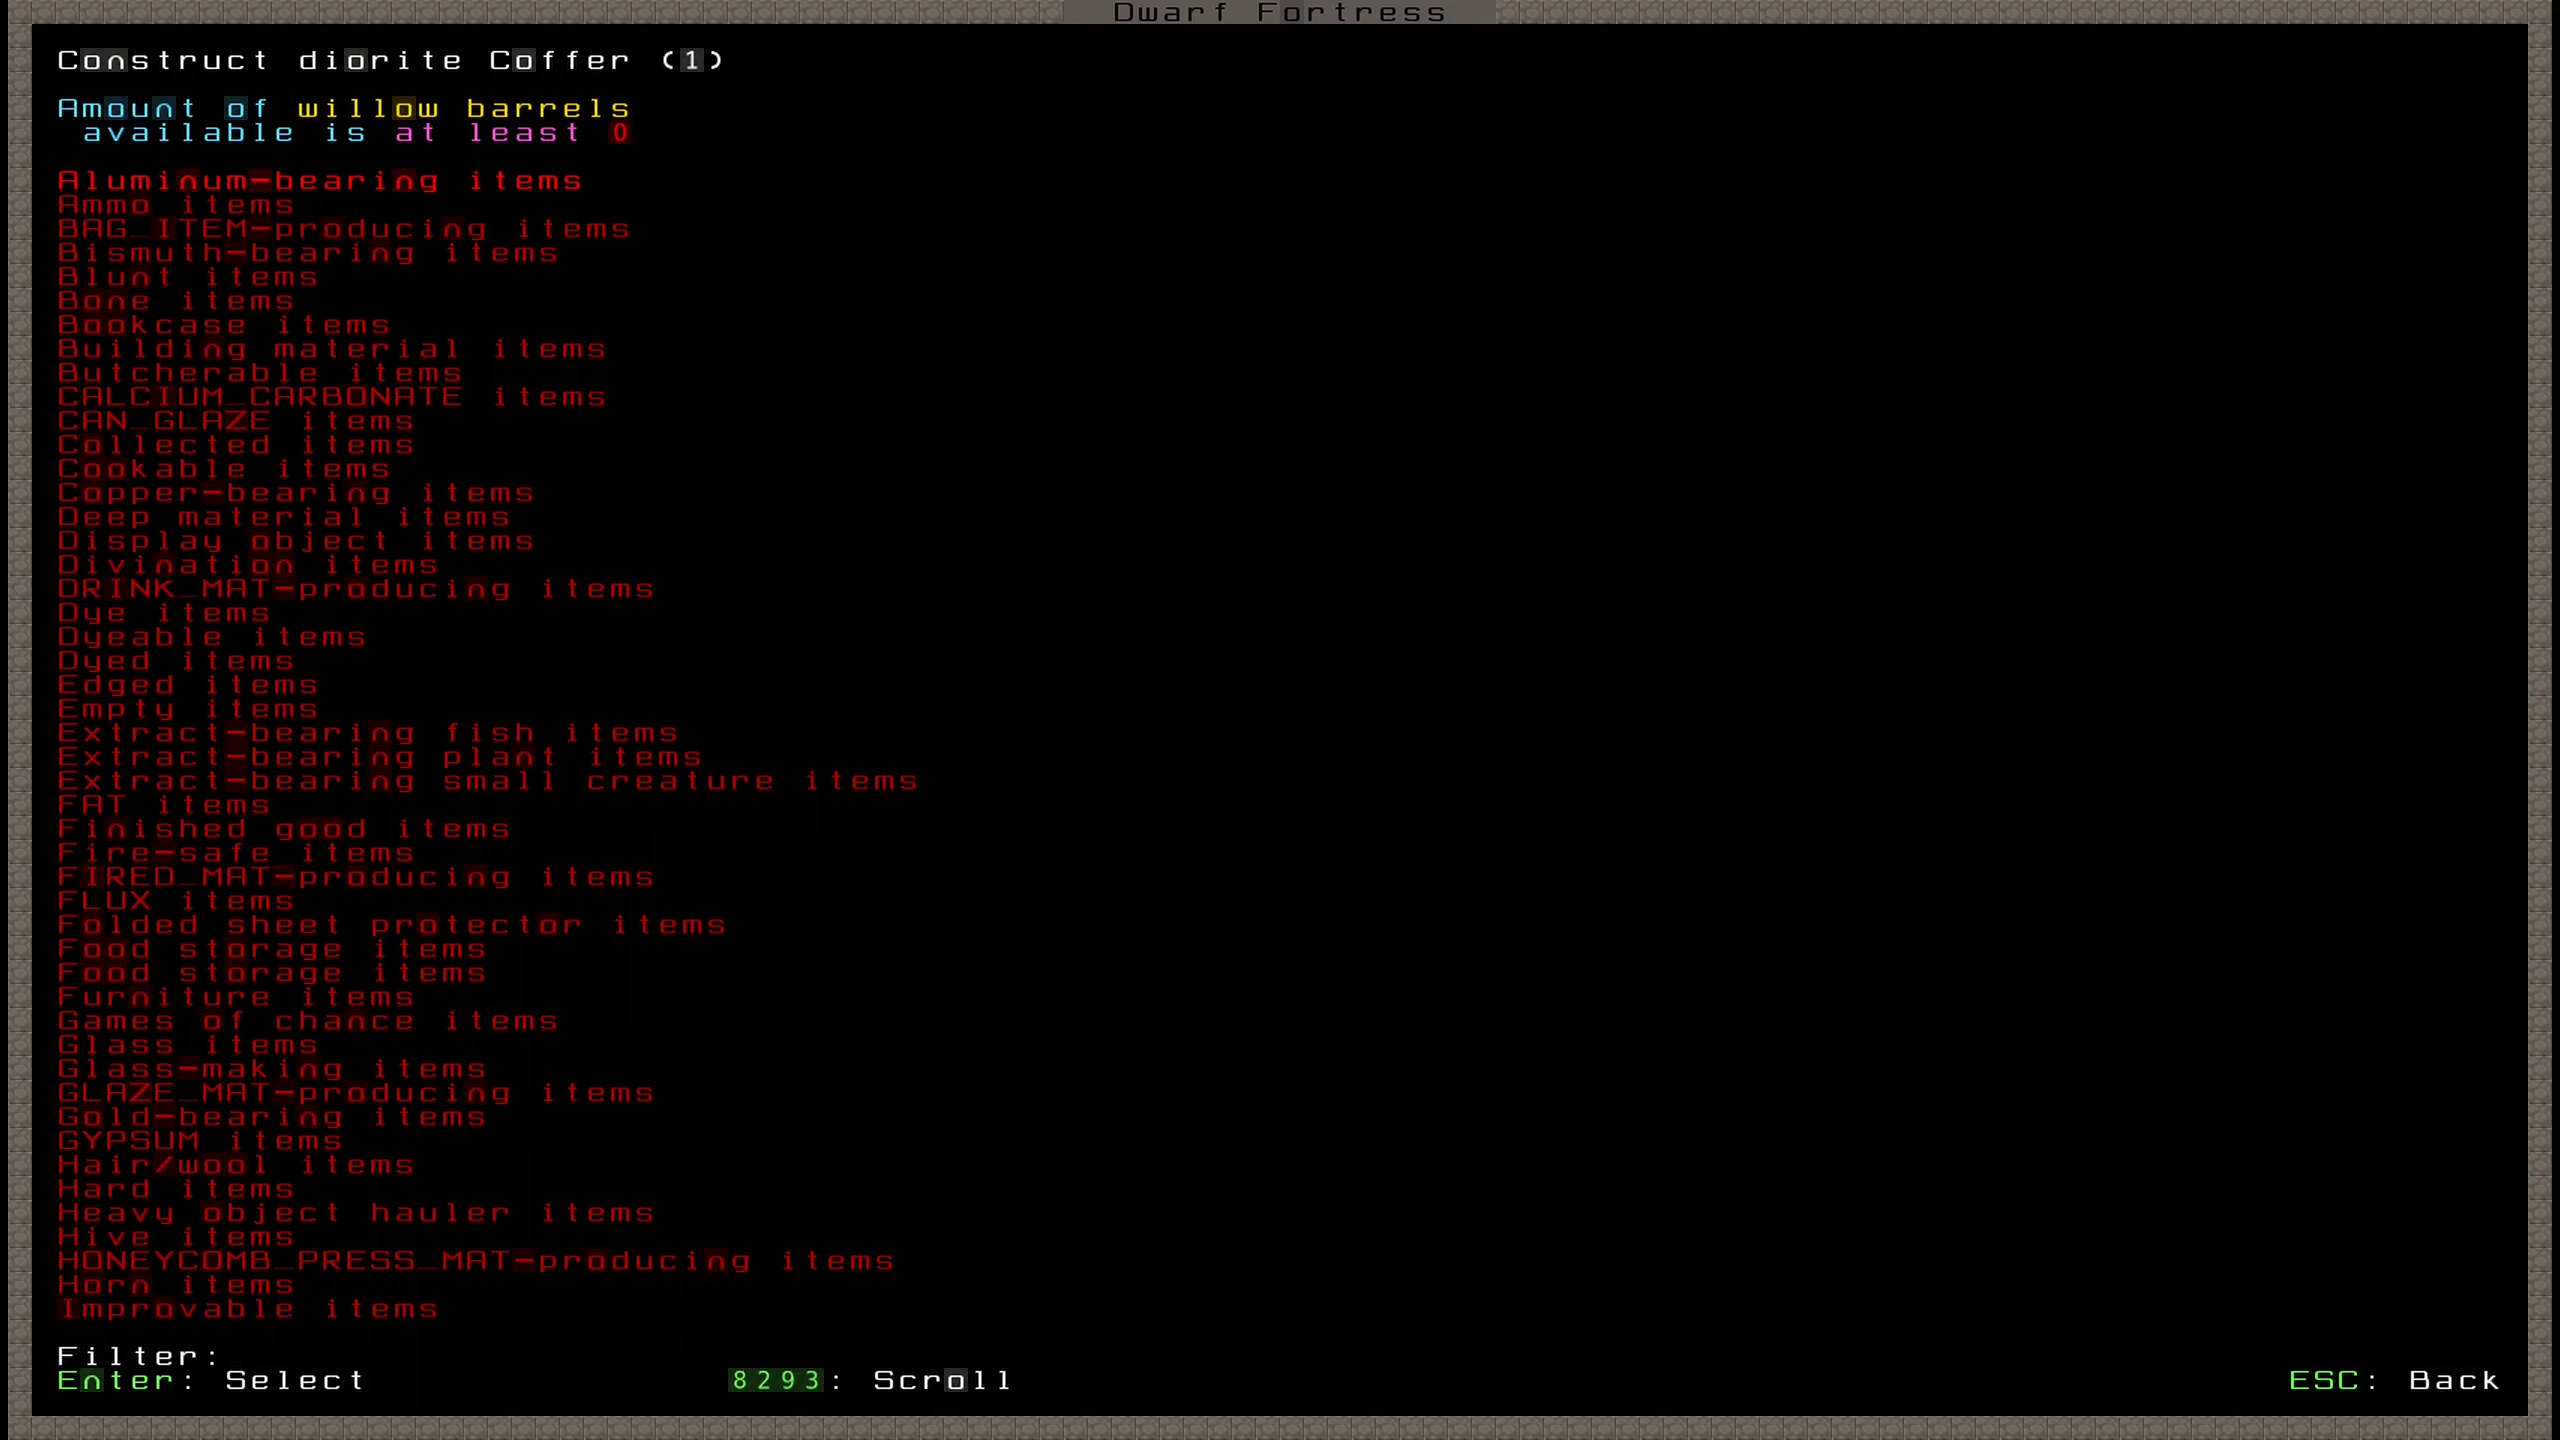 Dwarf Fortress
Construct diorite Coffer (1)
Amount of willow barrels
available is at least 0
Aluminum-bearing items
Ammo items
BAG_ITEM-producing items
Bismuth-bearing items
Blunt items
Bone items
Bookcase items
Building material items
Butcherable items
CALCIUM_CARBONATE items
CAN_GLAZE items
Collected items
Cookable items
Copper-bearing items
Deep material items
Display object items
Divination items
DRINK_MAT-producing items
Dye items
Dyeable items
Dyed items
Edged items
Empty items
Extract-bearing fish items
Extract-bearing plant items
Extract-bearing small creature items
FAT items
Finished good items
Fire-safe items
FIRED_MAT-producing items
FLUX items
Folded sheet protector items
Food storage items
Food storage items
Furniture items
Games of chance items
Glass items
Glass-making items
GLAZE_MAT-producing items
Gold-bearing items
GYPSUM items
Hair/wool items
Hard items
Heavy object hauler items
Hive items
HONEYCOMB_PRESS_MAT-producing items
Horn items
Improvable items
Filter:
Enter: Select 8293: Scroll ESC: Back